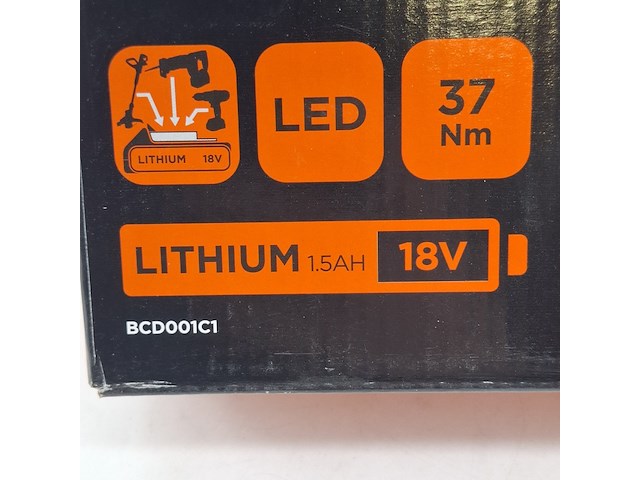 LITHIUM 18V
LED
37
Nm
LITHIUM 1.5AH 18V
BCD001C1